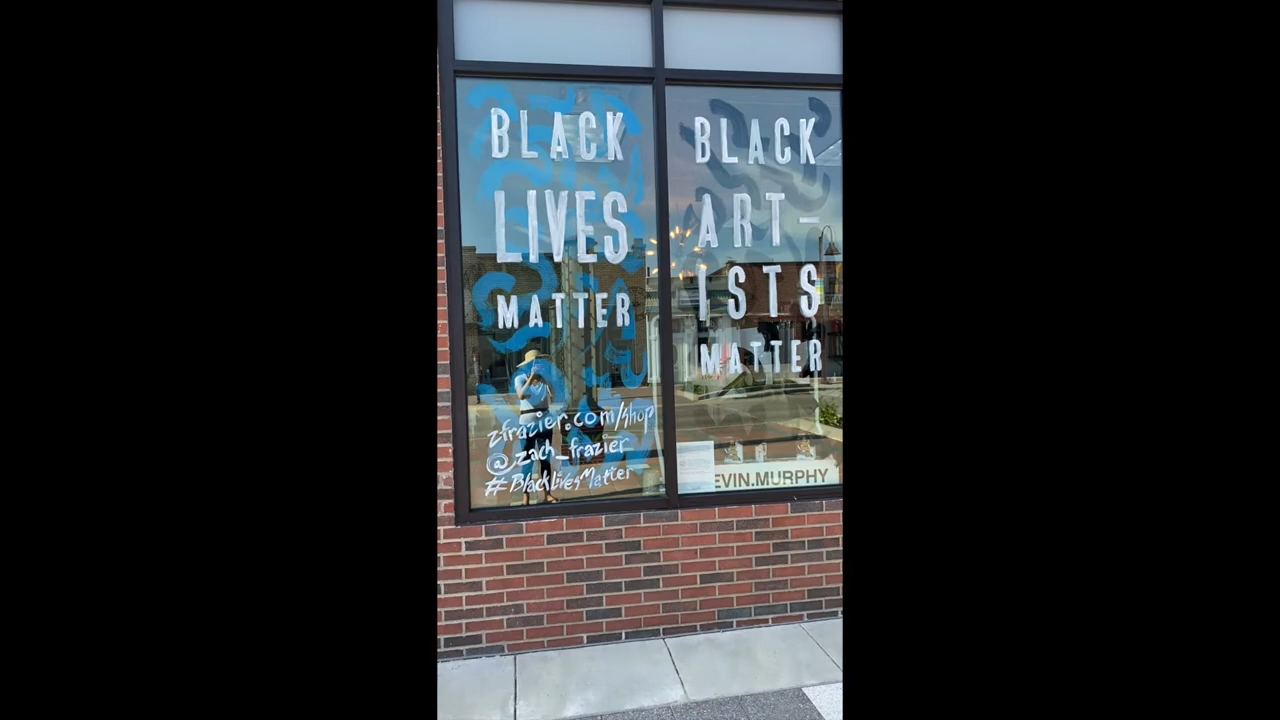 BLACK
LIVES
MATTER
zfrazier.com/shop
@zach_frazier
#BlackLivesMatter
BLACK
ART-
ISTS
MATTER
EVIN.MURPHY